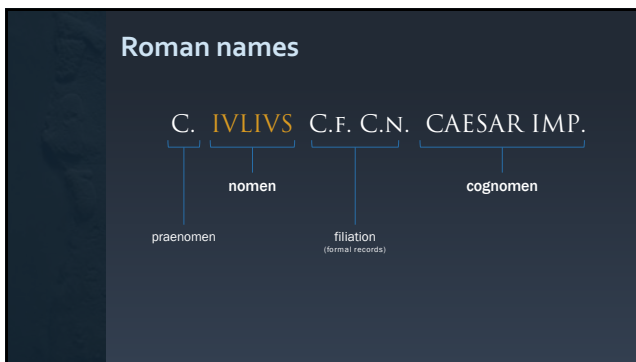 Roman names
C. IVLIVS C.F. C.N. CAESAR IMP.
nomen cognomen
praenomen filiation
(formal records)